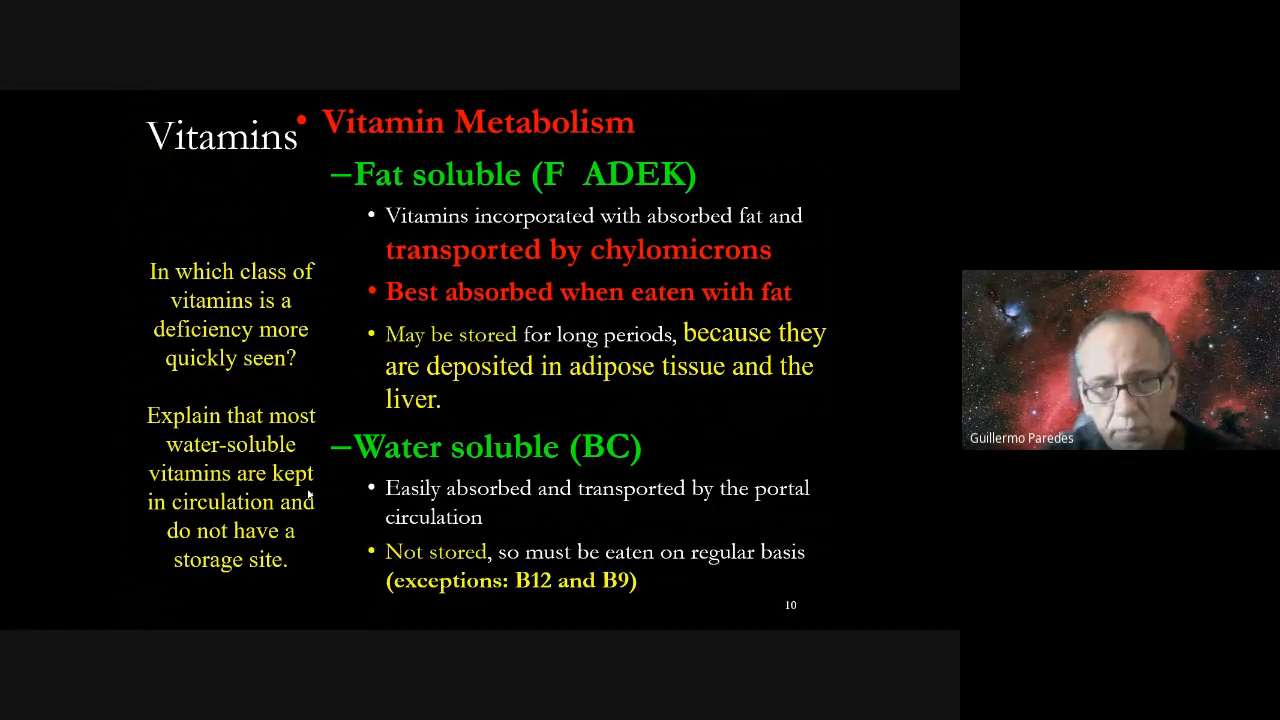 Vitamins
In which class of
vitamins is a
deficiency more
quickly seen?
Explain that most
water-soluble
vitamins are kept
in circulation and
do not have a
storage site.
• Vitamin Metabolism
–Fat soluble (F ADEK)
• Vitamins incorporated with absorbed fat and
transported by chylomicrons
• Best absorbed when eaten with fat
• May be stored for long periods, because they
are deposited in adipose tissue and the
liver.
–Water soluble (BC)
• Easily absorbed and transported by the portal
circulation
• Not stored, so must be eaten on regular basis
(exceptions: B12 and B9)
10
Guillermo Paredes